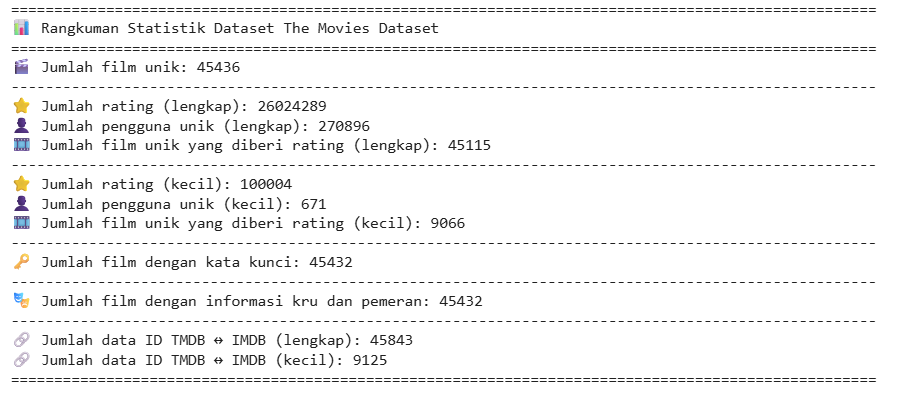 ======================================================================================================
📊 Rangkuman Statistik Dataset The Movies Dataset
======================================================================================================
🎬 Jumlah film unik: 45436
------------------------------------------------------------------------------------------------------
⭐ Jumlah rating (lengkap): 26024289
👤 Jumlah pengguna unik (lengkap): 270896
🎞️ Jumlah film unik yang diberi rating (lengkap): 45115
------------------------------------------------------------------------------------------------------
⭐ Jumlah rating (kecil): 100004
👤 Jumlah pengguna unik (kecil): 671
🎞️ Jumlah film unik yang diberi rating (kecil): 9066
------------------------------------------------------------------------------------------------------
🔑 Jumlah film dengan kata kunci: 45432
------------------------------------------------------------------------------------------------------
🎭 Jumlah film dengan informasi kru dan pemeran: 45432
------------------------------------------------------------------------------------------------------
🔗 Jumlah data ID TMDB ↔ IMDB (lengkap): 45843
🔗 Jumlah data ID TMDB ↔ IMDB (kecil): 9125
======================================================================================================